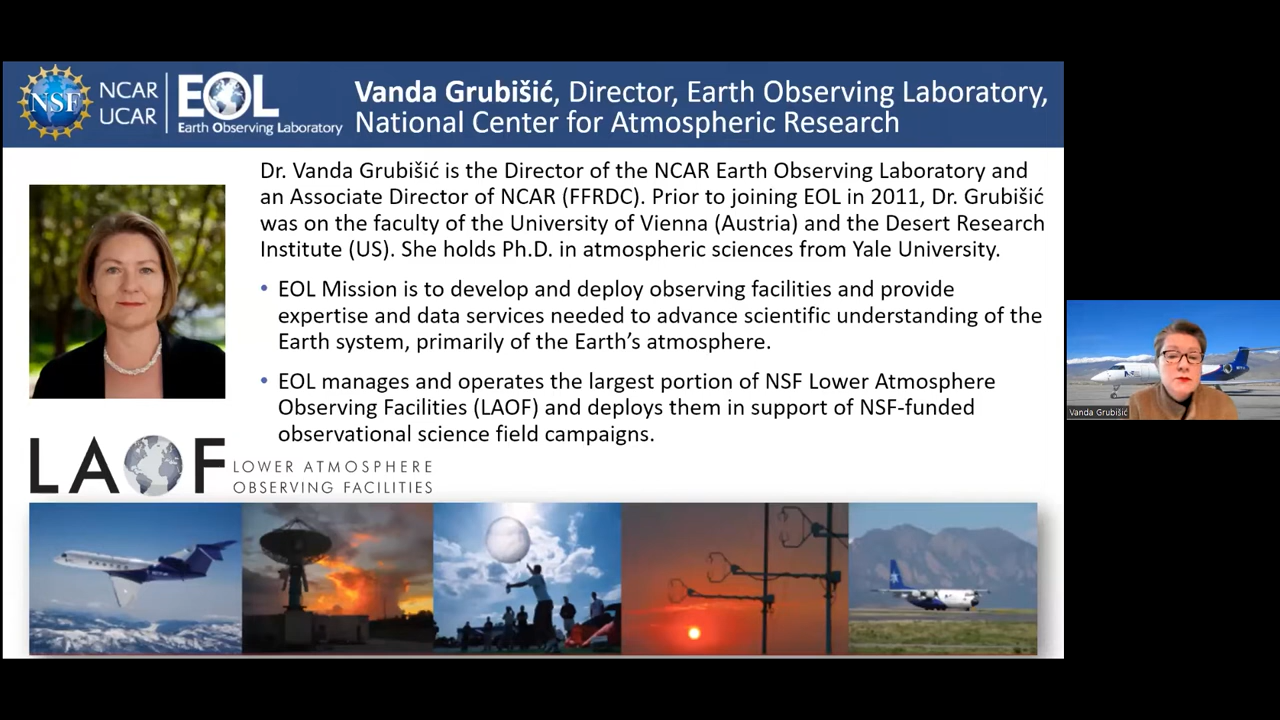 NSF
NCAR
UCAR
EOL
Earth Observing Laboratory
Vanda Grubišić, Director, Earth Observing Laboratory,
National Center for Atmospheric Research
Dr. Vanda Grubišić is the Director of the NCAR Earth Observing Laboratory and
an Associate Director of NCAR (FFRDC). Prior to joining EOL in 2011, Dr. Grubišić
was on the faculty of the University of Vienna (Austria) and the Desert Research
Institute (US). She holds Ph.D. in atmospheric sciences from Yale University.
• EOL Mission is to develop and deploy observing facilities and provide
expertise and data services needed to advance scientific understanding of the
Earth system, primarily of the Earth's atmosphere.
• EOL manages and operates the largest portion of NSF Lower Atmosphere
Observing Facilities (LAOF) and deploys them in support of NSF-funded
observational science field campaigns.
LAOF
LOWER ATMOSPHERE
OBSERVING FACILITIES
Vanda Grubišić